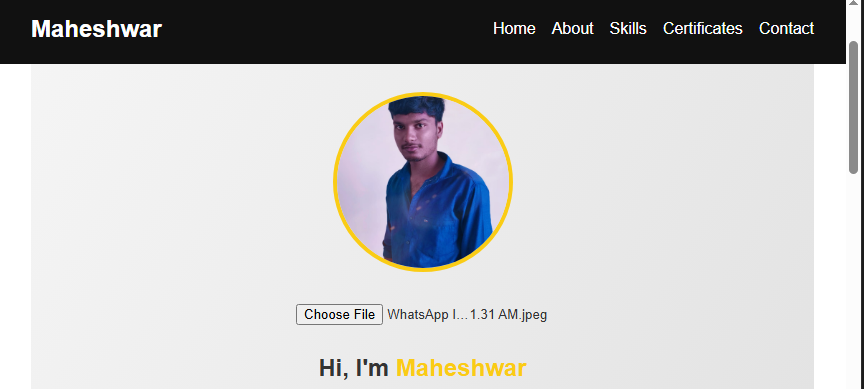 Maheshwar Home About Skills Certificates Contact
Choose File WhatsApp I...1.31 AM.jpeg
Hi, I'm Maheshwar